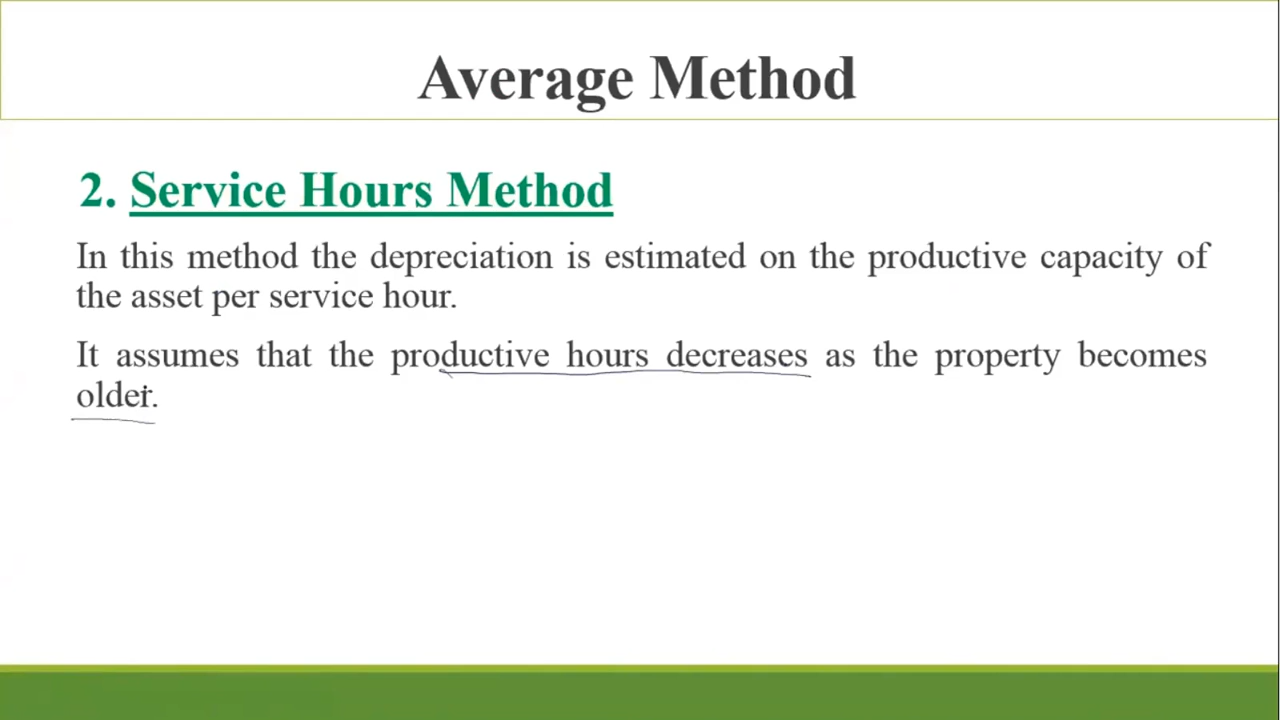 Average Method
2. Service Hours Method
In this method the depreciation is estimated on the productive capacity of
the asset per service hour.
It assumes that the productive hours decreases as the property becomes
older.